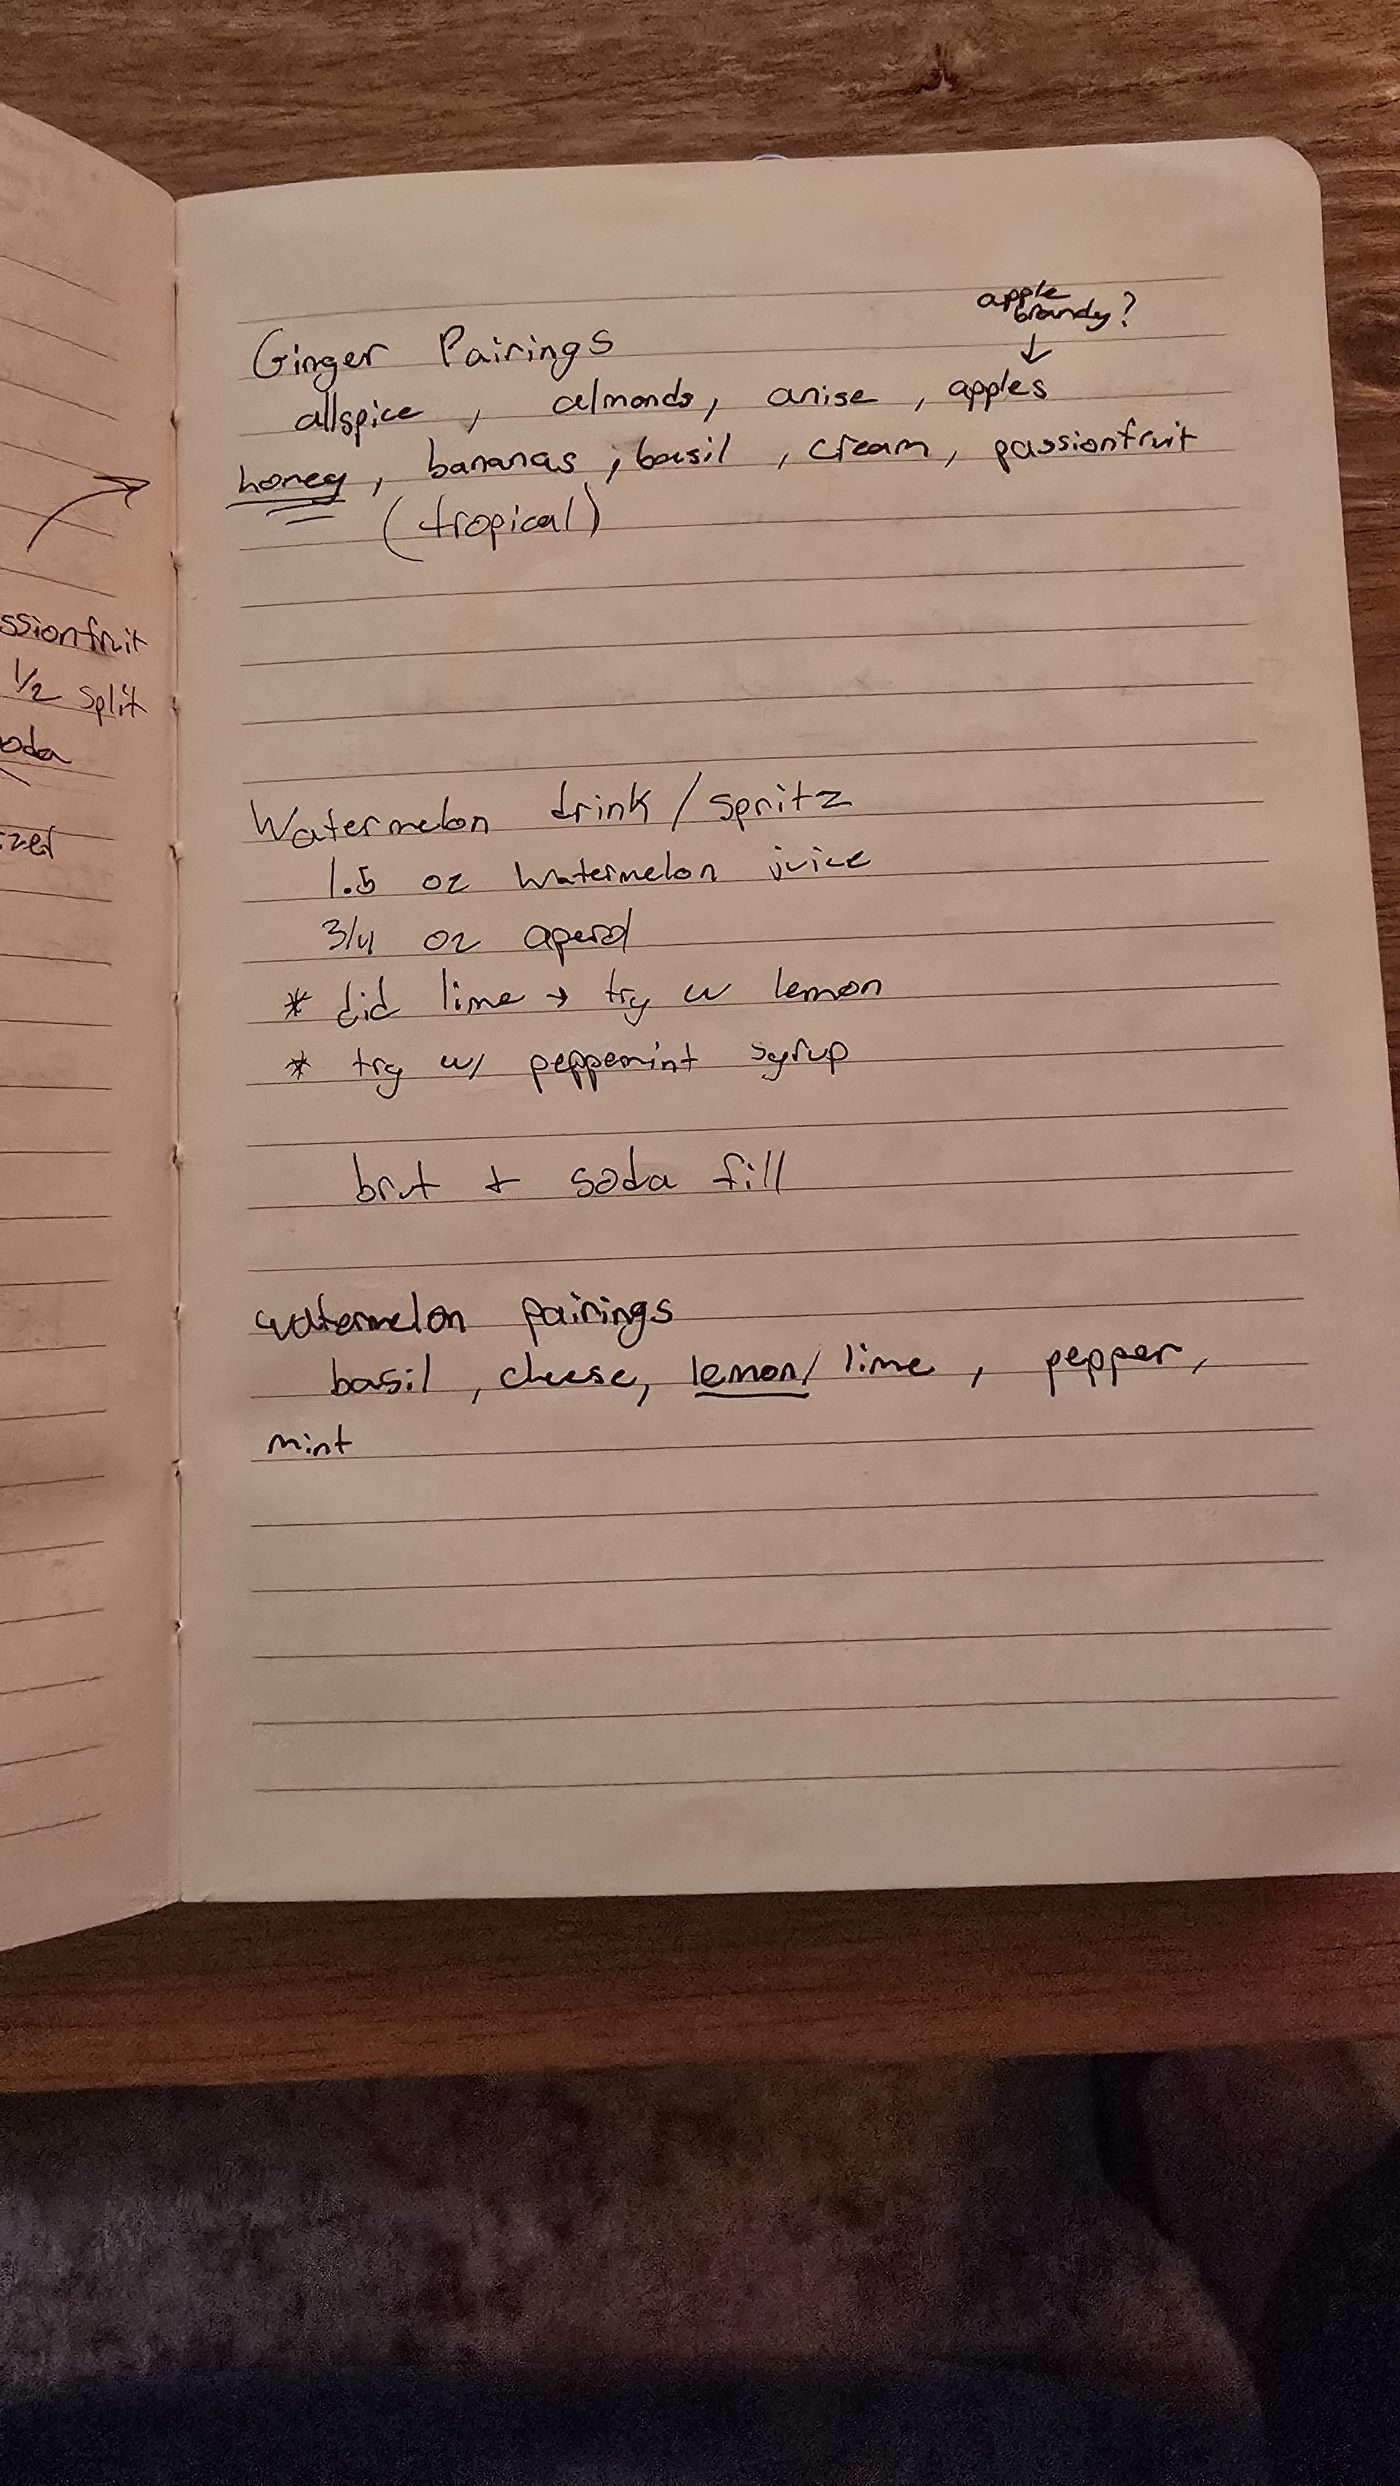 ssionfruit
1/2 split
oda
zer
apple
brandy?
Ginger Pairings
allspice, almonds, anise, apples
honey, bananas, basil, cream, passionfruit
(tropical)
Watermelon drink/spritz
1.5 oz watermelon juice
3/4 oz aperol
* did lime → try w lemon
* try w/ peppemint syrup
brut + soda fill
watermelon pairings
basil, cheese, lemon/lime, pepper,
mint